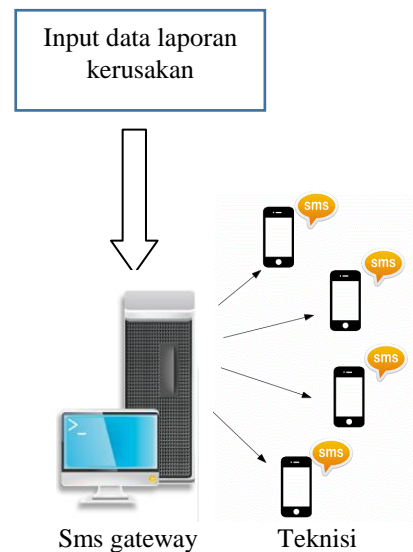 Input data laporan
kerusakan
sms
sms
sms
sms
>_
Sms gateway
Teknisi